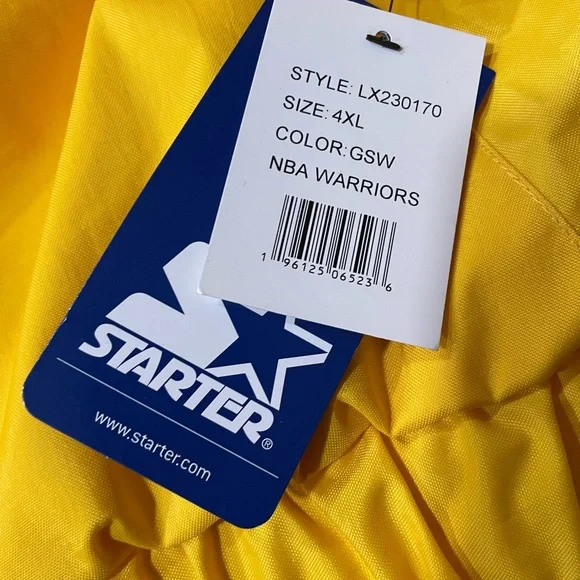 STYLE: LX230170
SIZE: 4XL
COLOR: GSW
NBA WARRIORS
1 96125 06523 6
STARTER®
www.starter.com